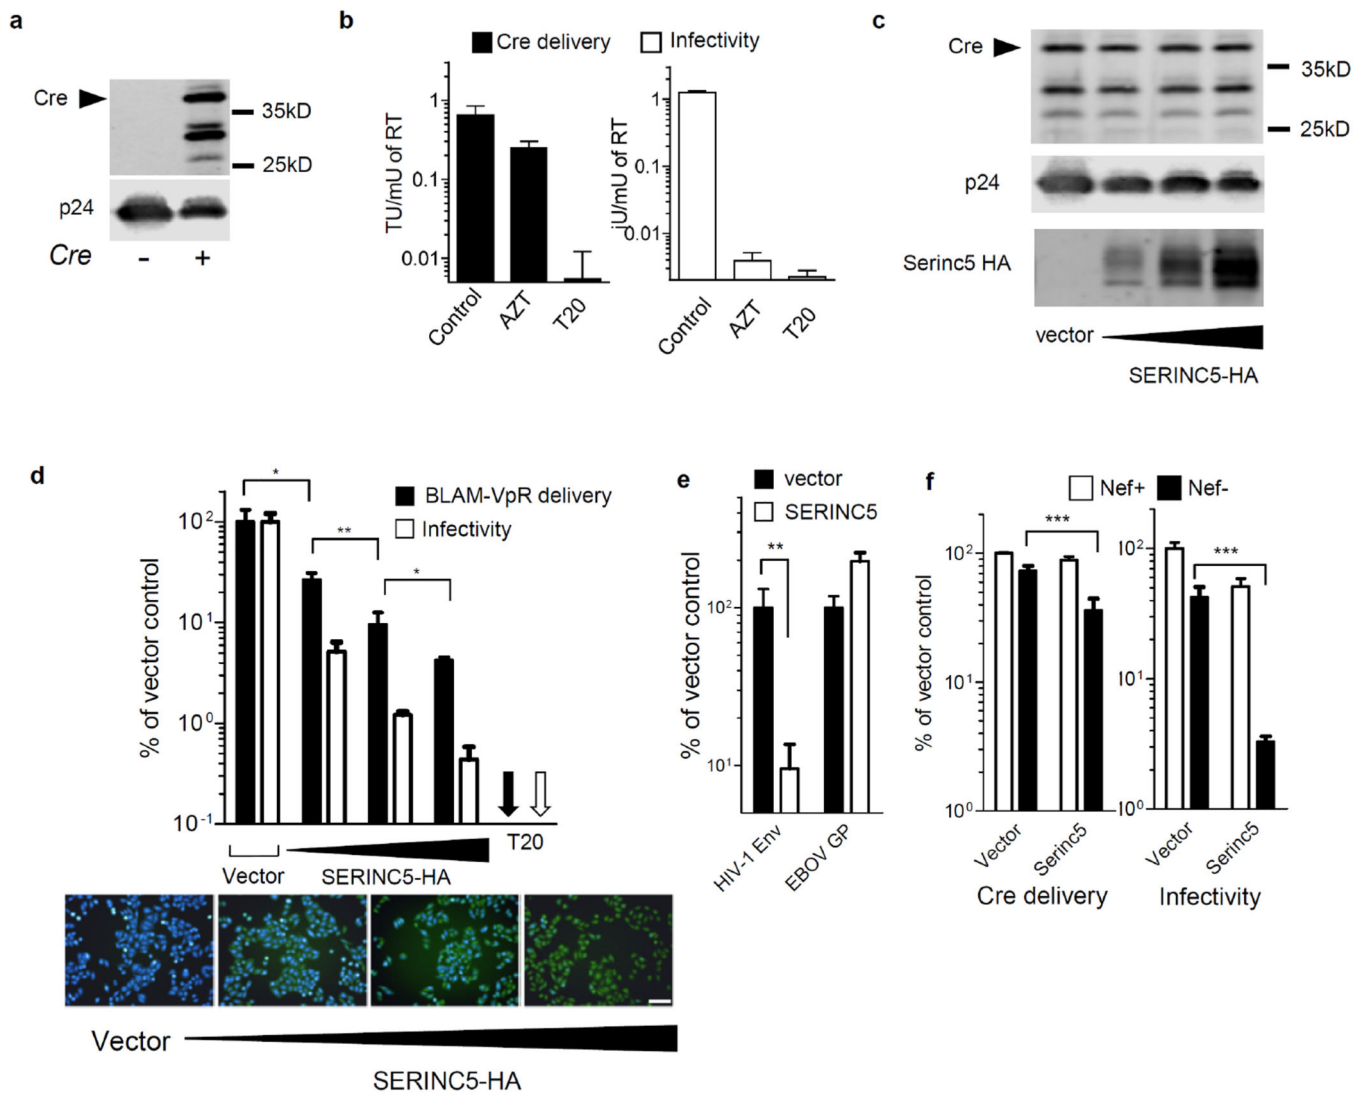 a
Cre
35kD
25kD
p24
Cre - +
b
Cre delivery Infectivity
TU/mU of RT
1
0.1
0.01
Control AZT T20
iU/mU of RT
1
0.1
0.01
Control AZT T20
c
Cre
35kD
25kD
p24
Serinc5 HA
vector
SERINC5-HA
d
BLAM-VpR delivery
Infectivity
* ** *
% of vector control
10²
10¹
10⁰
10⁻¹
T20
Vector SERINC5-HA
Vector
SERINC5-HA
e
vector
SERINC5
**
% of vector control
10²
10¹
HIV-1 Env EBOV GP
f
Nef+ Nef-
*** ***
% of vector control
10²
10¹
10⁰
Vector Serinc5
Cre delivery
10²
10¹
10⁰
Vector Serinc5
Infectivity